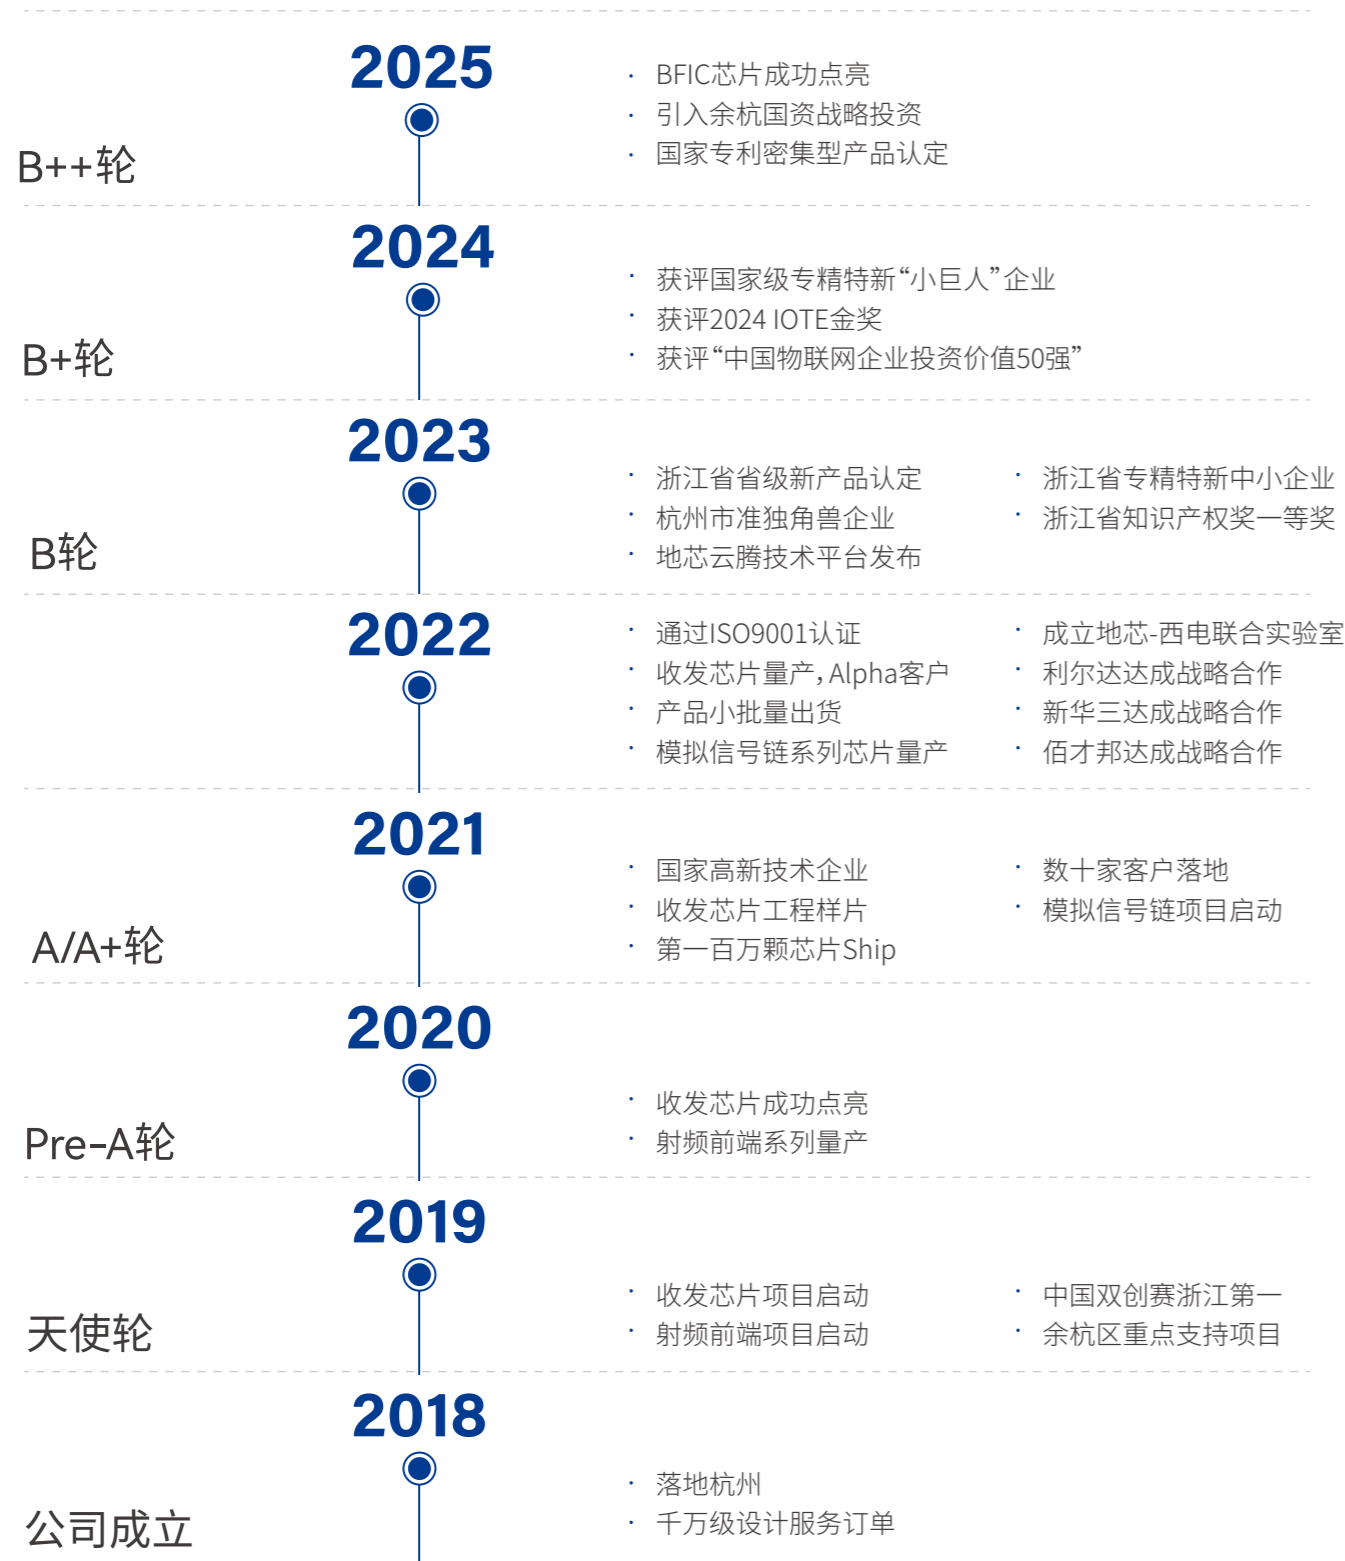 2025
BFIC芯片成功点亮
引入余杭国资战略投资
国家专利密集型产品认定
B++轮
2024
获评国家级专精特新“小巨人”企业
获评2024 IOTE金奖
获评“中国物联网企业投资价值50强”
B+轮
2023
浙江省省级新产品认定
杭州市准独角兽企业
地芯云腾技术平台发布
浙江省专精特新中小企业
浙江省知识产权奖一等奖
B轮
2022
通过ISO9001认证
收发芯片量产，Alpha客户
产品小批量出货
模拟信号链系列芯片量产
成立地芯-西电联合实验室
利尔达达成战略合作
新华三达成战略合作
佰才邦达成战略合作
2021
国家高新技术企业
收发芯片工程样片
第一百万颗芯片Ship
数十家客户落地
模拟信号链项目启动
A/A+轮
2020
收发芯片成功点亮
射频前端系列量产
Pre-A轮
2019
收发芯片项目启动
射频前端项目启动
中国双创赛浙江第一
余杭区重点支持项目
天使轮
2018
落地杭州
千万级设计服务订单
公司成立